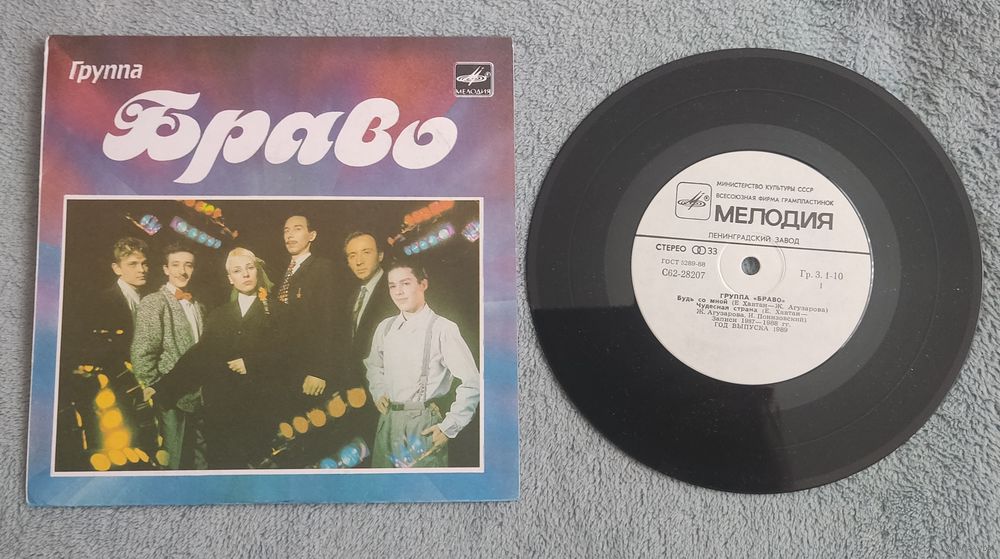 Группа
МЕЛОДИЯ
Браво
МИНИСТЕРСТВО КУЛЬТУРЫ СССР
ВСЕСОЮЗНАЯ ФИРМА ГРАМПЛАСТИНОК
МЕЛОДИЯ
ЛЕНИНГРАДСКИЙ ЗАВОД
СТЕРЕО 33
ГОСТ 5289-88
С62-28207
Гр. 3. 1-10
1
ГРУППА «БРАВО»
Будь со мной (Е. Хавтан—Ж. Агузарова)
Чудесная страна (Е. Хавтан—
Ж. Агузарова, И. Понизовский)
Записи 1987—1988 гг.
ГОД ВЫПУСКА 1989